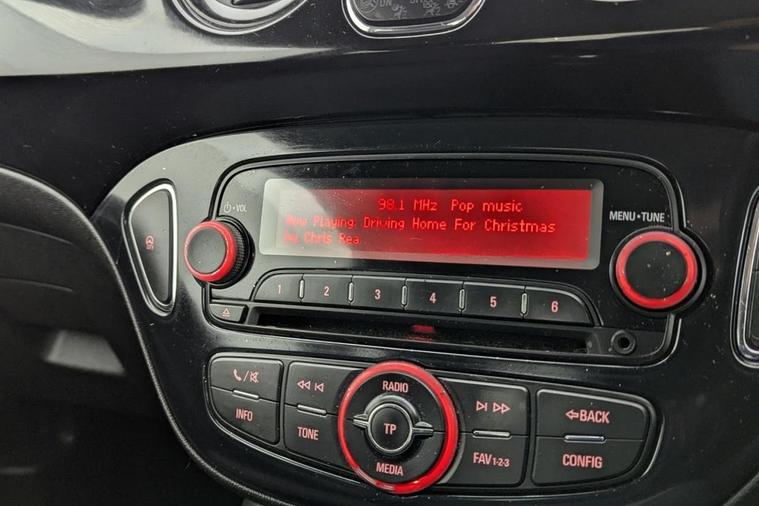 ON
VOL
98.1 MHz Pop music
Now Playing: Driving Home For Christmas
by Chris Rea
MENU•TUNE
1 2 3 4 5 6
RADIO
BACK
INFO
TONE
TP
MEDIA
FAV1-2-3
CONFIG